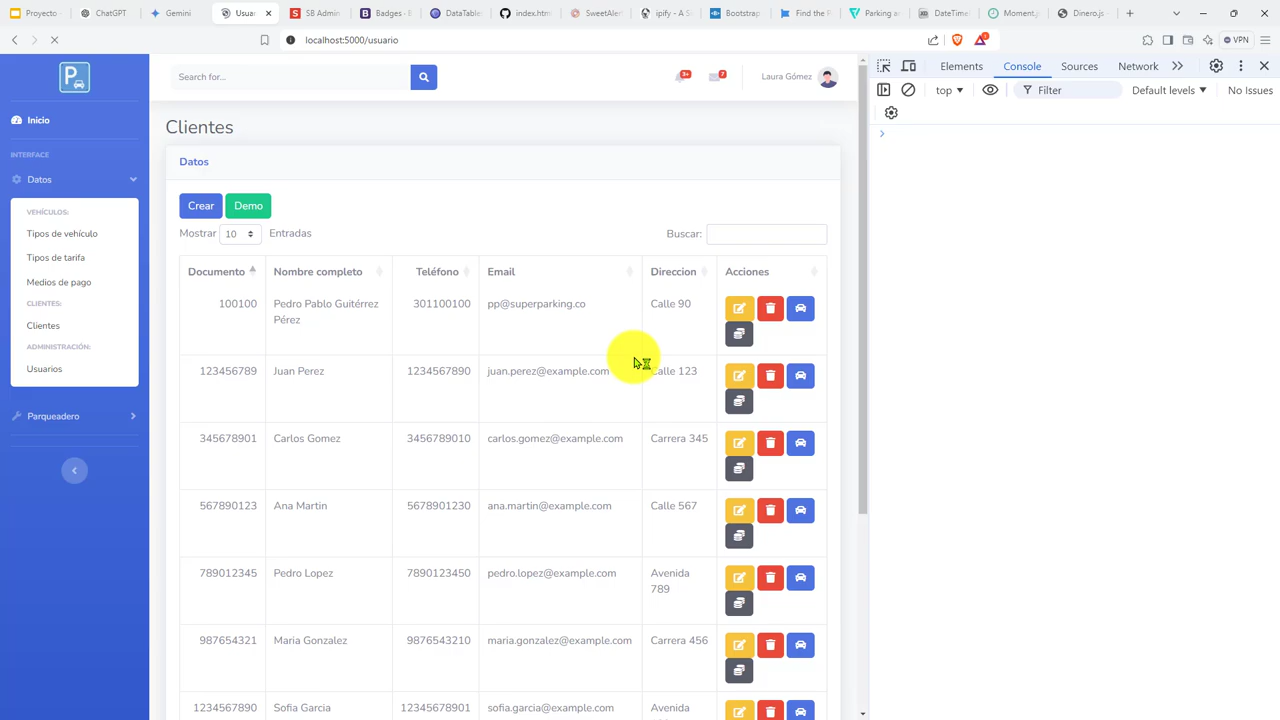 Proyecto
ChatGPT
Gemini
Usuar
SB Admin
Badges - B
DataTable
index.htm
SweetAler
ipify - A S
Bootstrap
Find the
Parking a
DateTime
Moment.j
Dinero.js
localhost:5000/usuario
VPN
P
Inicio
INTERFACE
Datos
VEHÍCULOS:
Tipos de vehículo
Tipos de tarifa
Medios de pago
CLIENTES:
Clientes
ADMINISTRACIÓN:
Usuarios
Parqueadero
Search for...
3+
7
Laura Gómez
Clientes
Datos
Crear
Demo
Mostrar 10 Entradas
Buscar:
Documento Nombre completo Teléfono Email Direccion Acciones
100100 Pedro Pablo Guitérrez 301100100 pp@superparking.co Calle 90
Pérez
123456789 Juan Perez 1234567890 juan.perez@example.com Calle 123
345678901 Carlos Gomez 3456789010 carlos.gomez@example.com Carrera 345
567890123 Ana Martin 5678901230 ana.martin@example.com Calle 567
789012345 Pedro Lopez 7890123450 pedro.lopez@example.com Avenida
789
987654321 Maria Gonzalez 9876543210 maria.gonzalez@example.com Carrera 456
1234567890 Sofia Garcia 12345678901 sofia.garcia@example.com Avenida
Elements
Console
Sources
Network
top
Filter
Default levels
No Issues